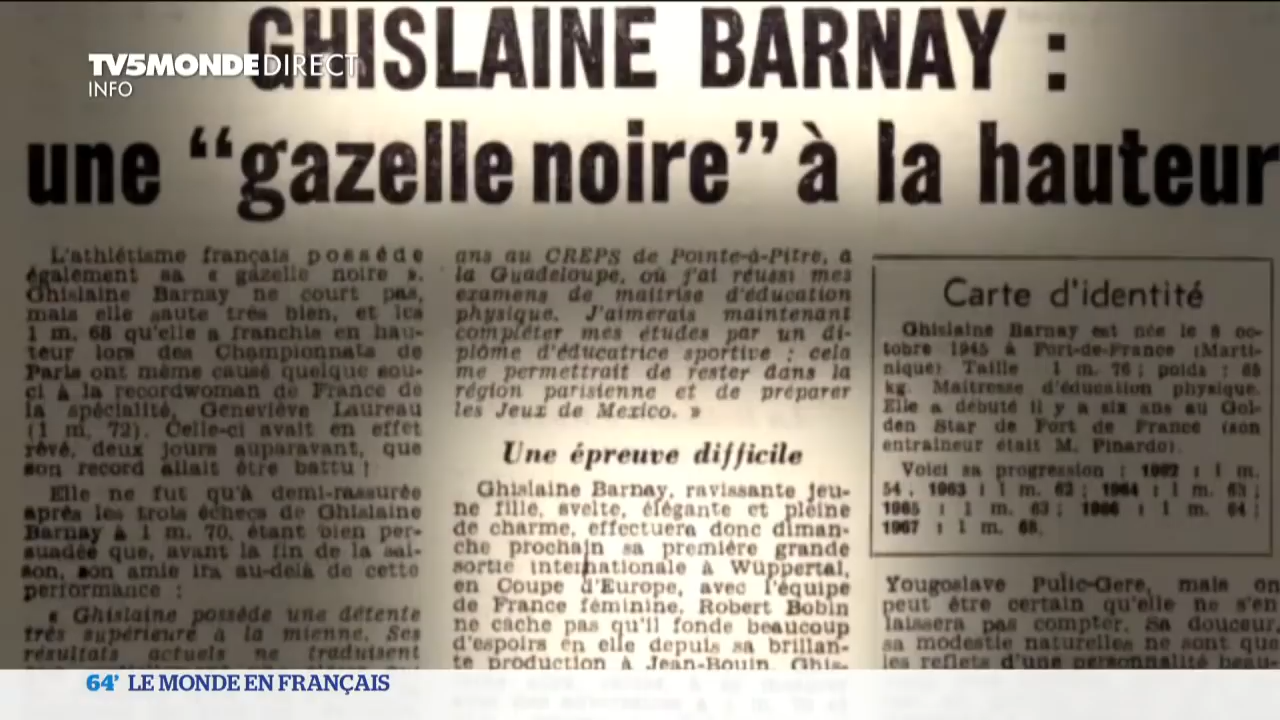 GHISLAINE BARNAY :
TV5MONDE DIRECT
INFO
une "gazelle noire" à la hauteur
L'athlétisme français possède
également sa « gazelle noire ».
Ghislaine Barnay ne court pas,
mais elle saute très bien, et les
1 m. 68 qu'elle a franchis en hau-
teur lors des Championnats de
Paris ont même causé quelque sou-
ci à la recordwoman de France de
la spécialité, Geneviève Laureau
(1 m. 72). Celle-ci avait en effet
rêvé, deux jours auparavant, que
son record allait être battu !
Elle ne fut qu'à demi-rassurée
après les trois échecs de Ghislaine
Barnay à 1 m. 70, étant bien per-
suadée que, avant la fin de la sai-
son, son amie ira au-delà de cette
performance :
« Ghislaine possède une détente
très supérieure à la mienne. Ses
résultats actuels ne traduisent
ans au CREPS de Pointe-à-Pitre, à
la Guadeloupe, où j'ai réussi mes
examens de maîtrise d'éducation
physique. J'aimerais maintenant
compléter mes études par un di-
plôme d'éducatrice sportive ; cela
me permettrait de rester dans la
région parisienne et de préparer
les Jeux de Mexico. »
Une épreuve difficile
Ghislaine Barnay, ravissante jeu-
ne fille, svelte, élégante et pleine
de charme, effectuera donc diman-
che prochain sa première grande
sortie internationale à Wüppertal,
en Coupe d'Europe, avec l'équipe
de France féminine. Robert Bobin
ne cache pas qu'il fonde beaucoup
d'espoirs en elle depuis sa brillan-
te production à Jean-Bouin. Ghis-
Carte d'identité
Ghislaine Barnay est née le 8 oc-
tobre 1945 à Fort-de-France (Marti-
nique). Taille : 1 m. 76 ; poids : 65
kg. Maîtresse d'éducation physique.
Elle a débuté il y a six ans au Gol-
den Star de Fort de France (son
entraîneur était M. Pinardo).
Voici sa progression : 1962 : 1 m.
54 ; 1963 : 1 m. 62 ; 1964 : 1 m. 63 ;
1965 : 1 m. 63 ; 1966 : 1 m. 64 ;
1967 : 1 m. 68.
Yougoslave Pulic-Gere, mais on
peut être certain qu'elle ne s'en
laissera pas compter. Sa douceur,
sa modestie naturelles ne sont que
les reflets d'une personnalité beau-
64' LE MONDE EN FRANÇAIS